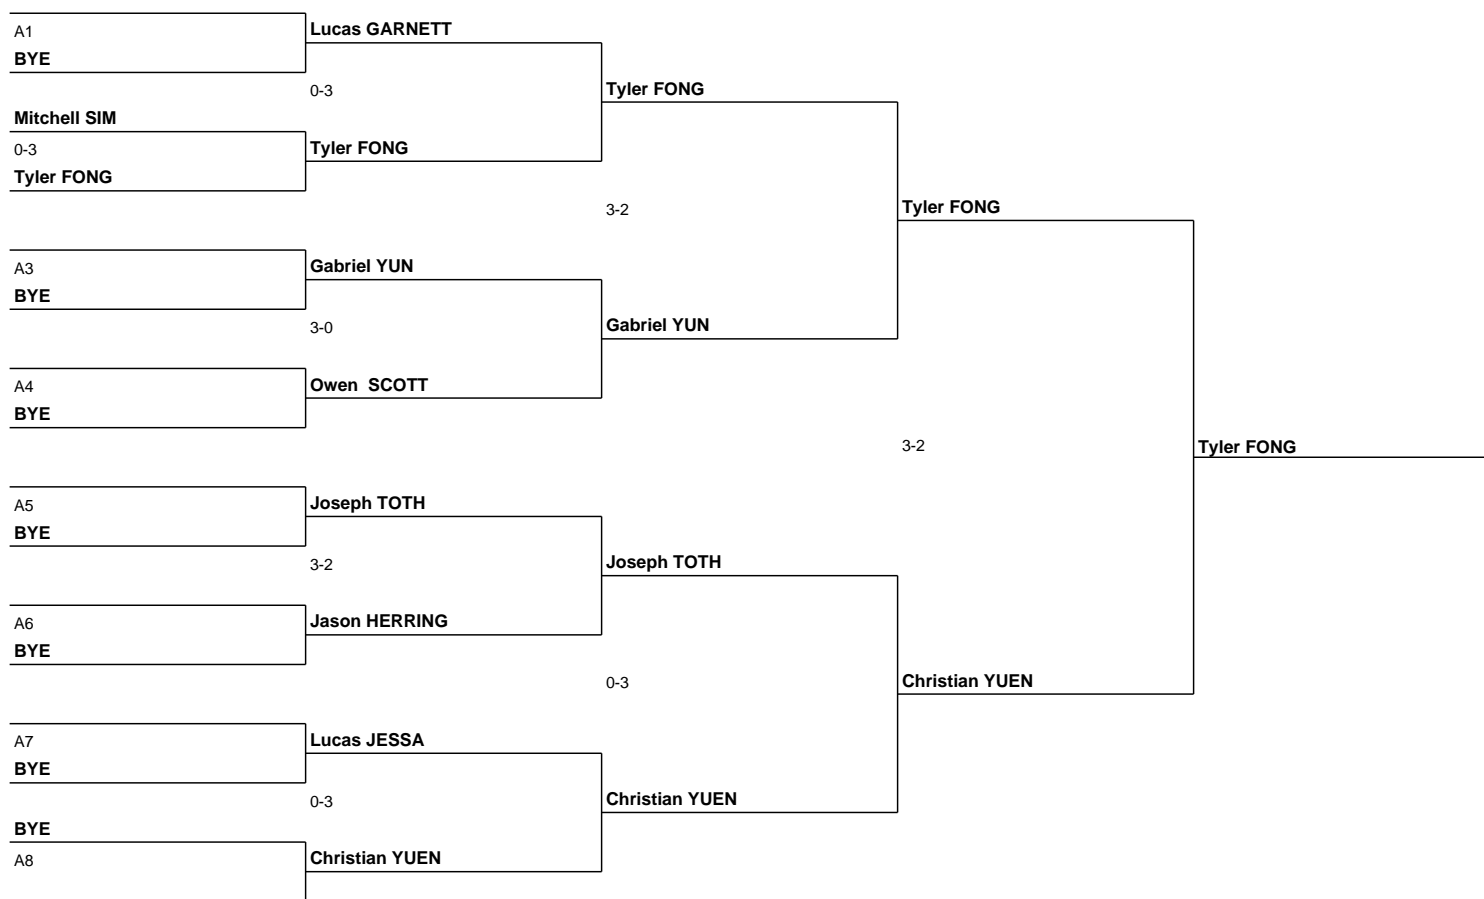 A1
BYE
Lucas GARNETT
0-3
Mitchell SIM
0-3
Tyler FONG
Tyler FONG
Tyler FONG
3-2
A3
BYE
Gabriel YUN
3-0
A4
BYE
Owen  SCOTT
Gabriel YUN
Tyler FONG
3-2
A5
BYE
Joseph TOTH
3-2
A6
BYE
Jason HERRING
Joseph TOTH
0-3
A7
BYE
Lucas JESSA
0-3
BYE
A8
Christian YUEN
Christian YUEN
Christian YUEN
Tyler FONG